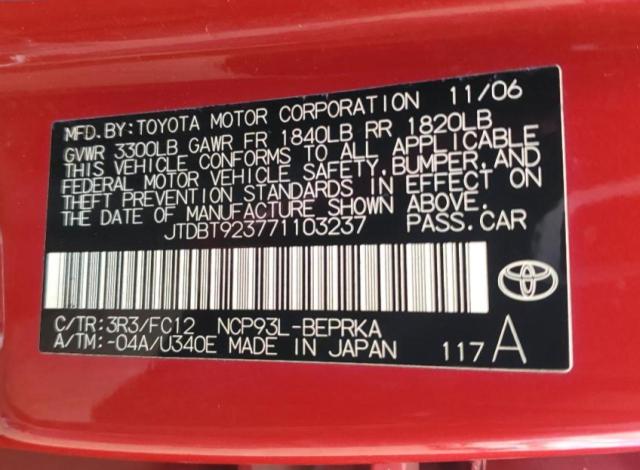 MFD. BY: TOYOTA MOTOR CORPORATION 11/06
GVWR 3300LB GAWR FR 1840LB RR 1820LB
THIS VEHICLE CONFORMS TO ALL APPLICABLE
FEDERAL MOTOR VEHICLE SAFETY, BUMPER, AND
THEFT PREVENTION STANDARDS IN EFFECT ON
THE DATE OF MANUFACTURE SHOWN ABOVE.
JTDBT923771103237 PASS. CAR
C/TR: 3R3/FC12 NCP93L-BEPRKA
A/TM: -04A/U340E MADE IN JAPAN 117 A